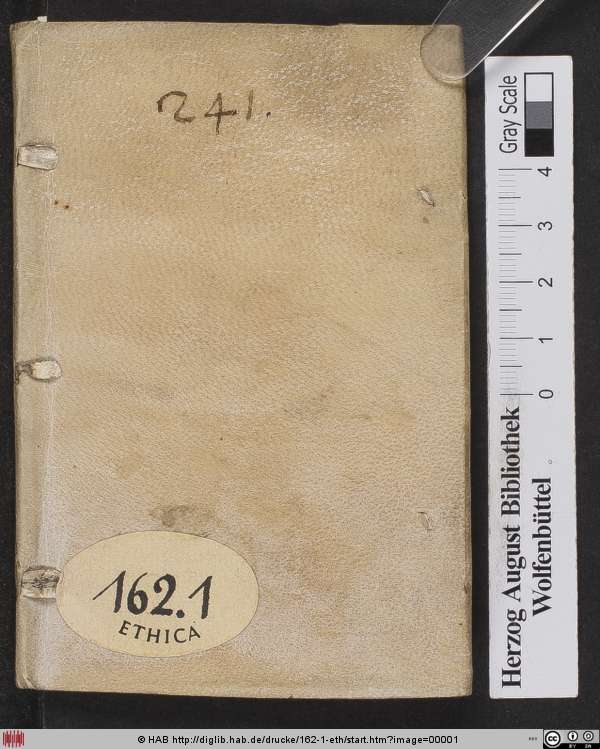 241.
162.1
ETHICA
Gray Scale
4
3
2
1
0
Herzog August Bibliothek
Wolfenbüttel
© HAB http://diglib.hab.de/drucke/162-1-eth/start.htm?image=00001